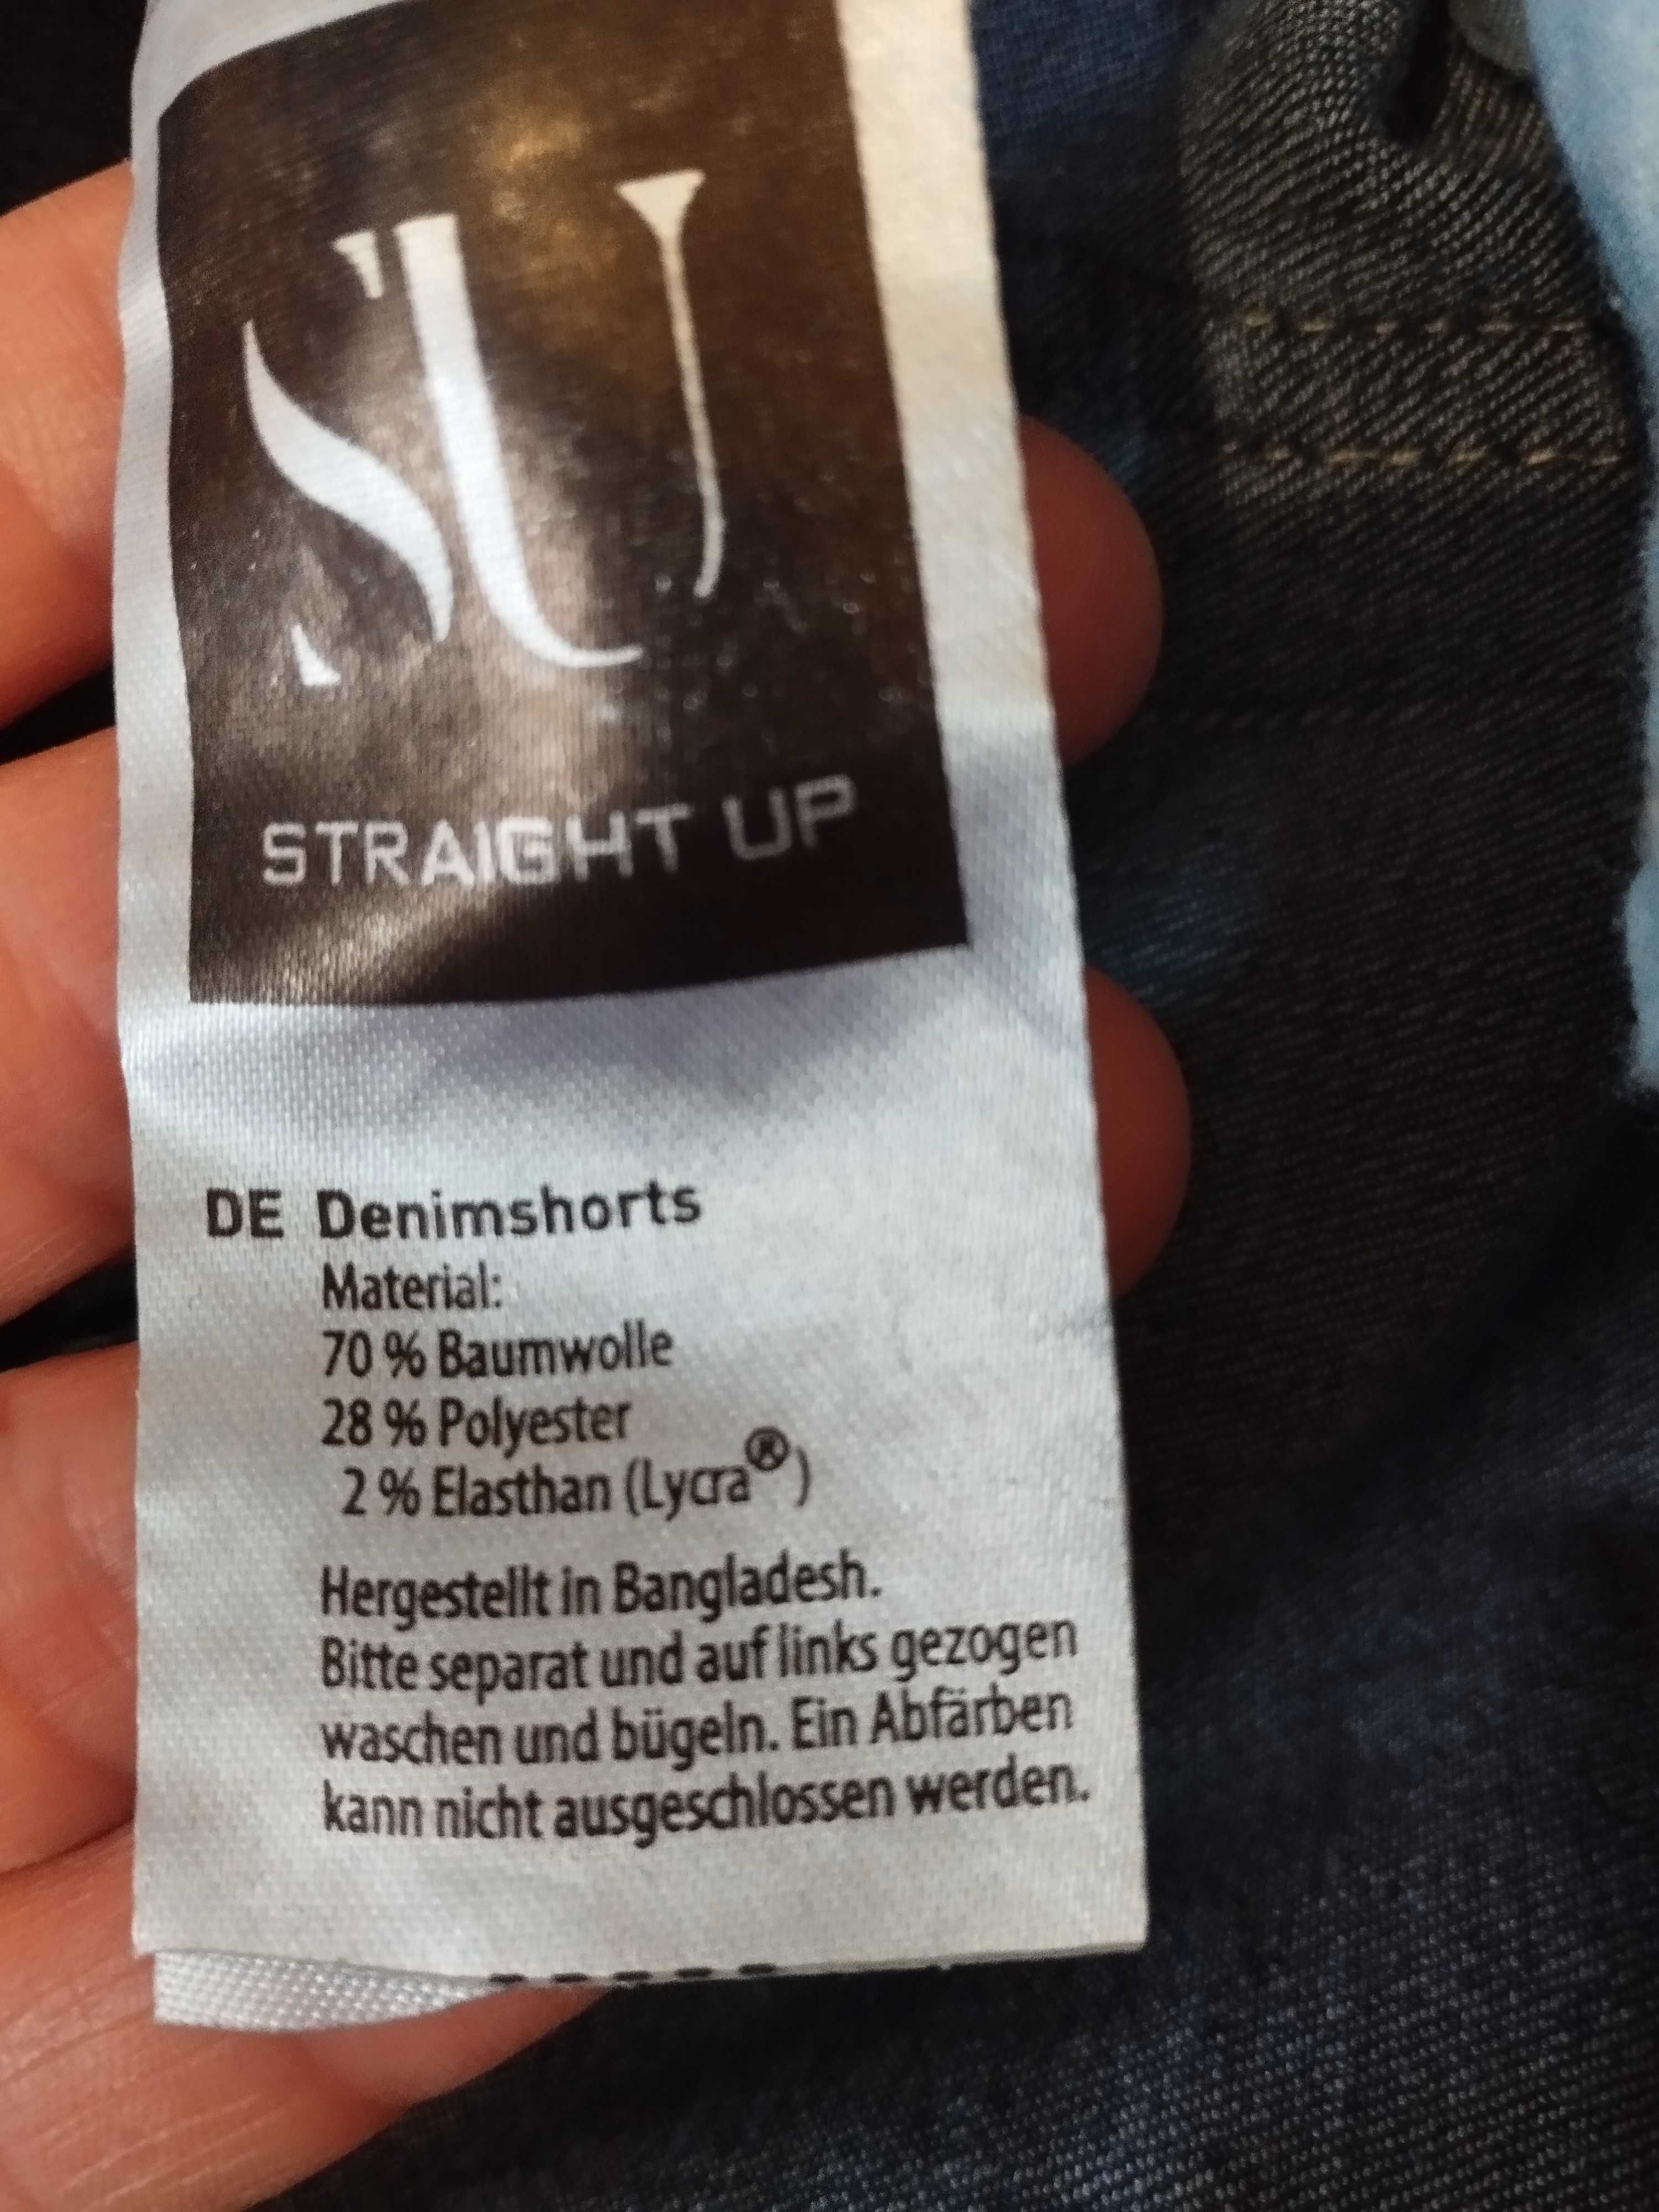 SU
STRAIGHT UP
DE Denimshorts
Material:
70 % Baumwolle
28 % Polyester
2 % Elasthan (Lycra®)
Hergestellt in Bangladesh.
Bitte separat und auf links gezogen
waschen und bügeln. Ein Abfärben
kann nicht ausgeschlossen werden.